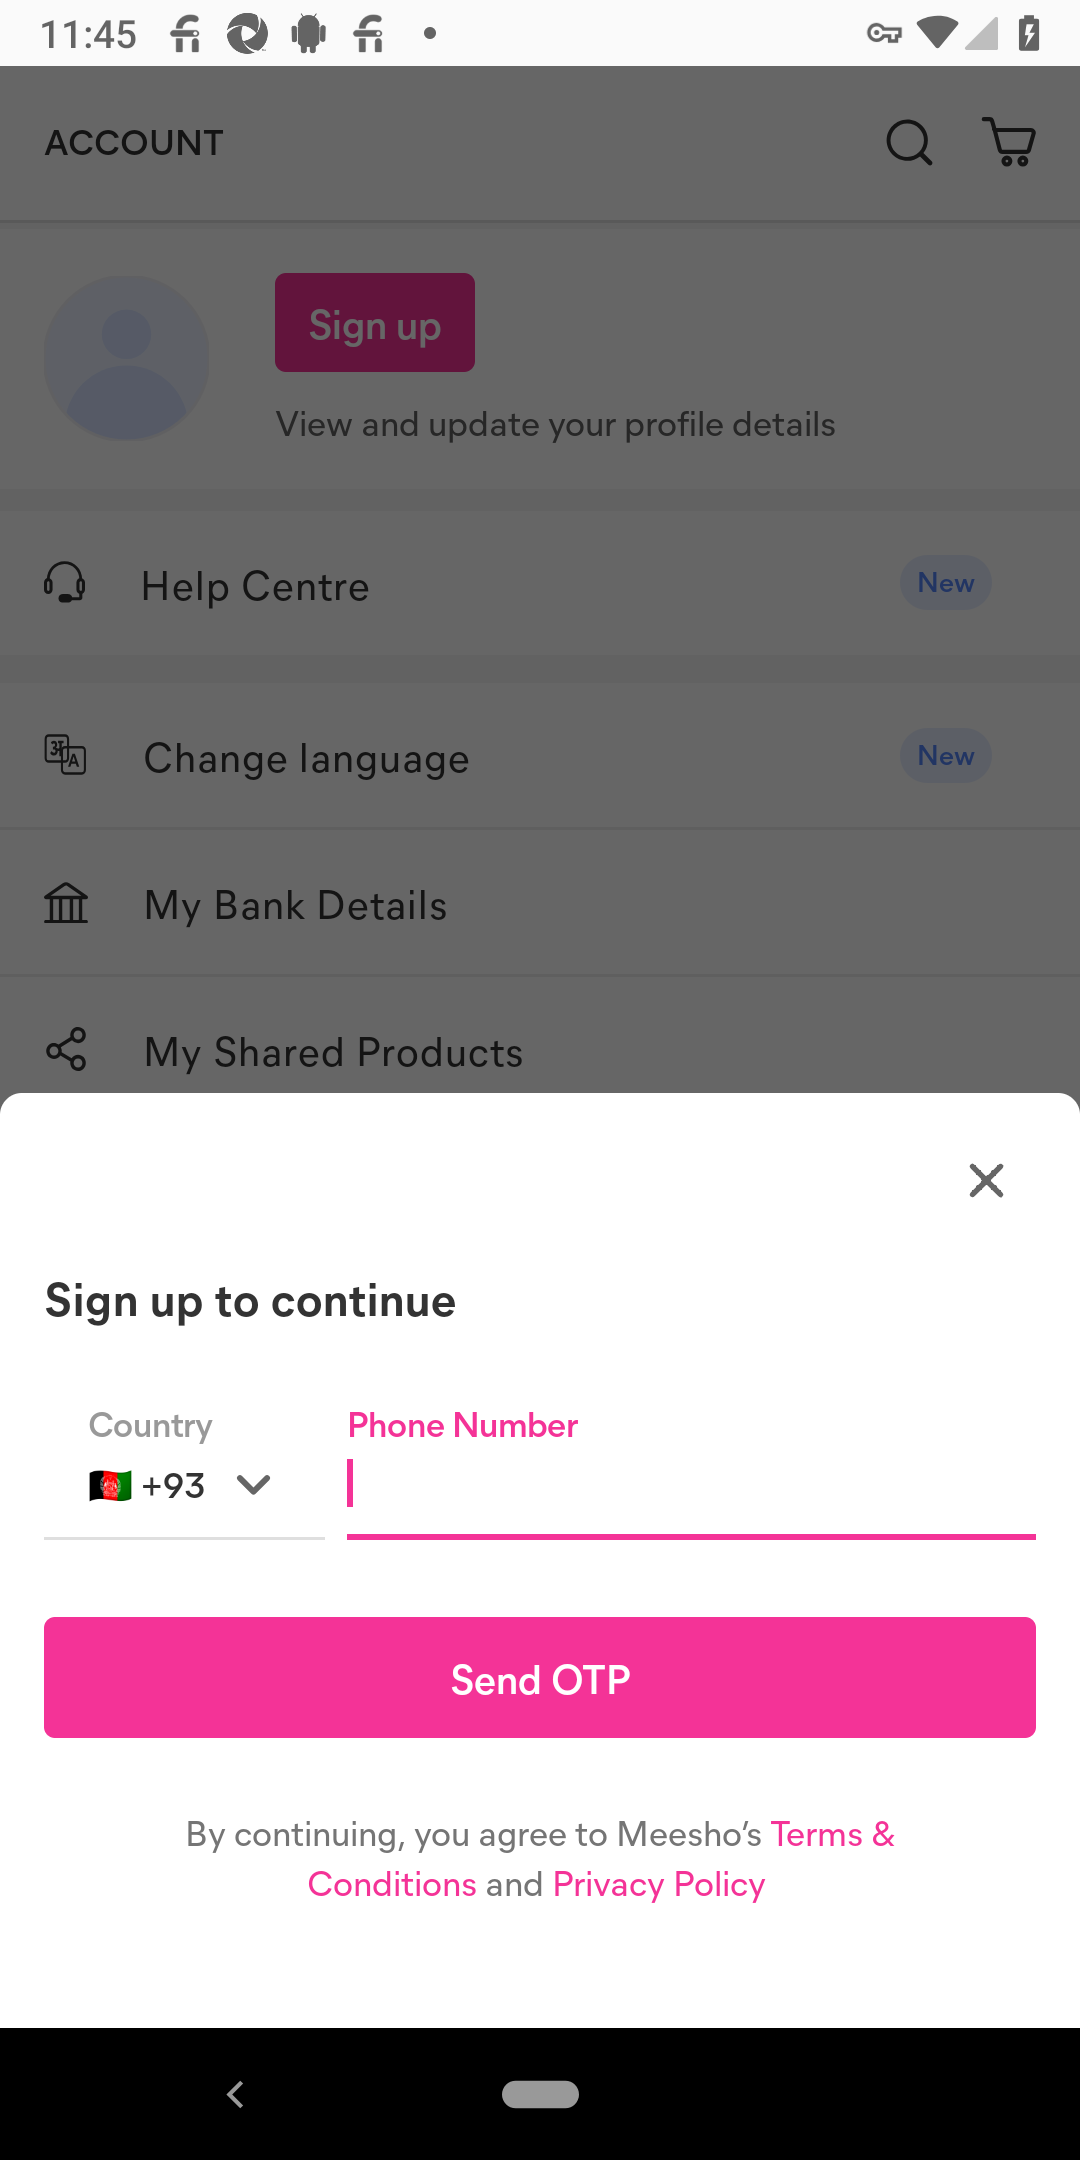 11:45
ACCOUNT
Sign up
View and update your profile details
Help Centre
New
Change language
New
My Bank Details
My Shared Products
Sign up to continue
Country
Phone Number
+93
Send OTP
By continuing, you agree to Meesho’s Terms &
Conditions and Privacy Policy